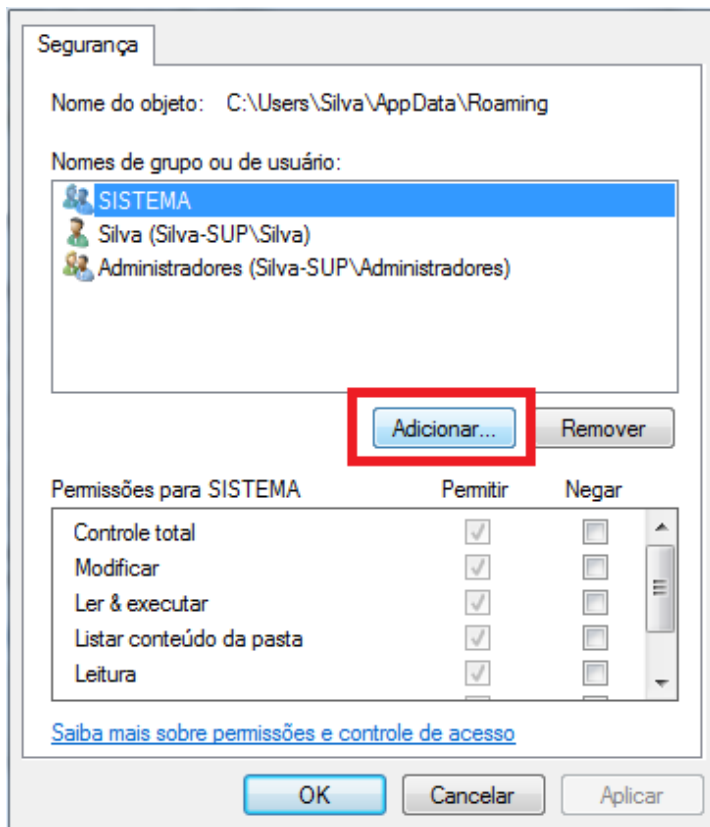 Segurança
Nome do objeto: C:\Users\Silva\AppData\Roaming
Nomes de grupo ou de usuário:
SISTEMA
Silva (Silva-SUP\Silva)
Administradores (Silva-SUP\Administradores)
Adicionar... Remover
Permissões para SISTEMA Permitir Negar
Controle total
Modificar
Ler & executar
Listar conteúdo da pasta
Leitura
Saiba mais sobre permissões e controle de acesso
OK Cancelar Aplicar